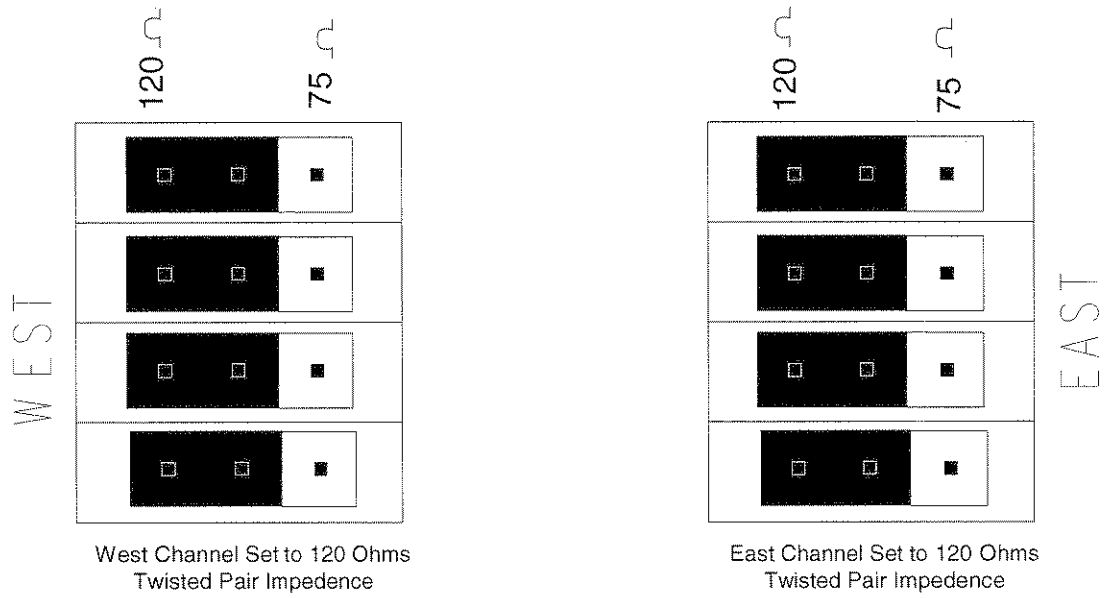 120 Ω
75 Ω
120 Ω
75 Ω
WEST
EAST
West Channel Set to 120 Ohms
Twisted Pair Impedence
East Channel Set to 120 Ohms
Twisted Pair Impedence